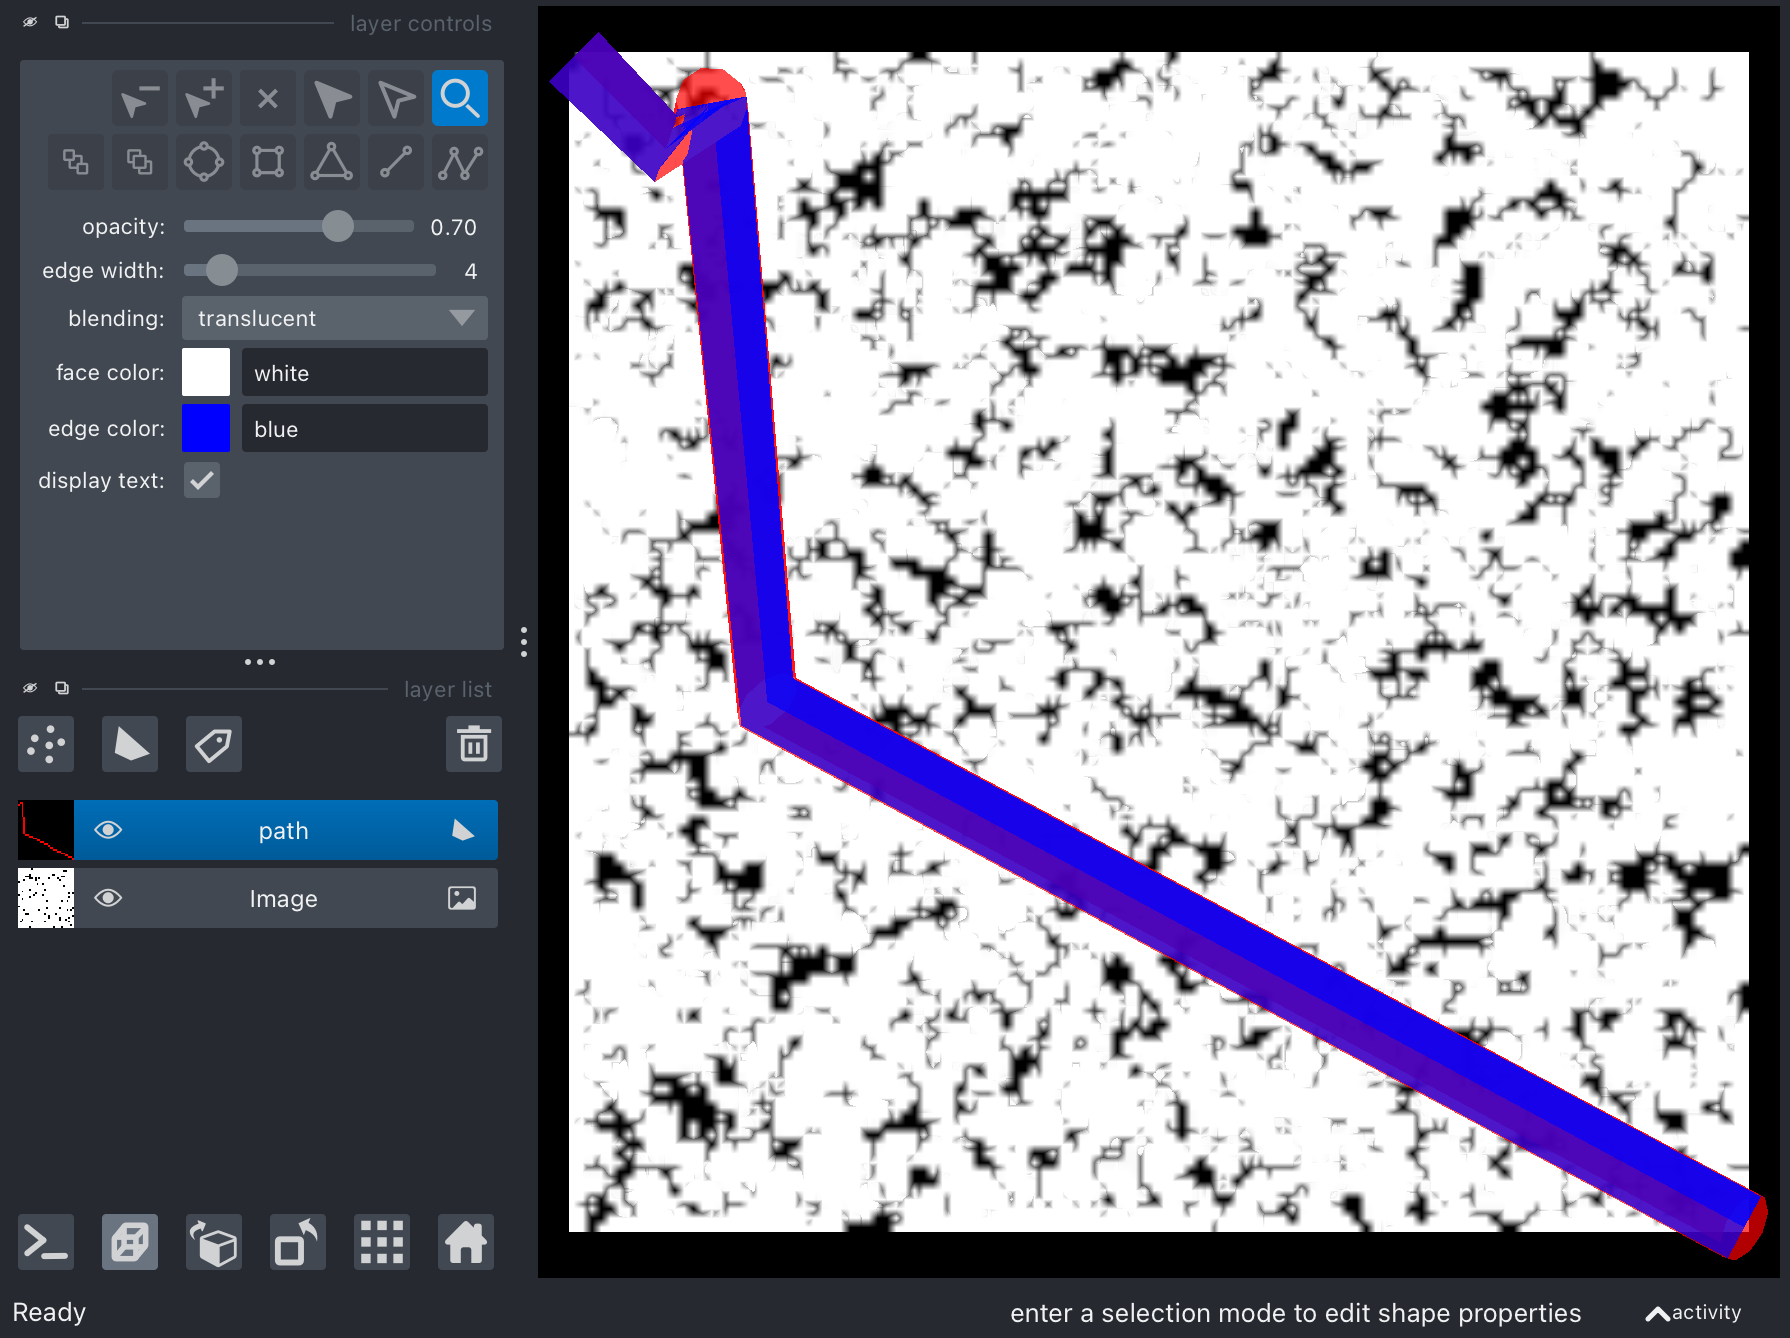 layer controls
opacity: 0.70
edge width: 4
blending: translucent
face color: white
edge color: blue
display text:
layer list
path
Image
Ready
enter a selection mode to edit shape properties
activity